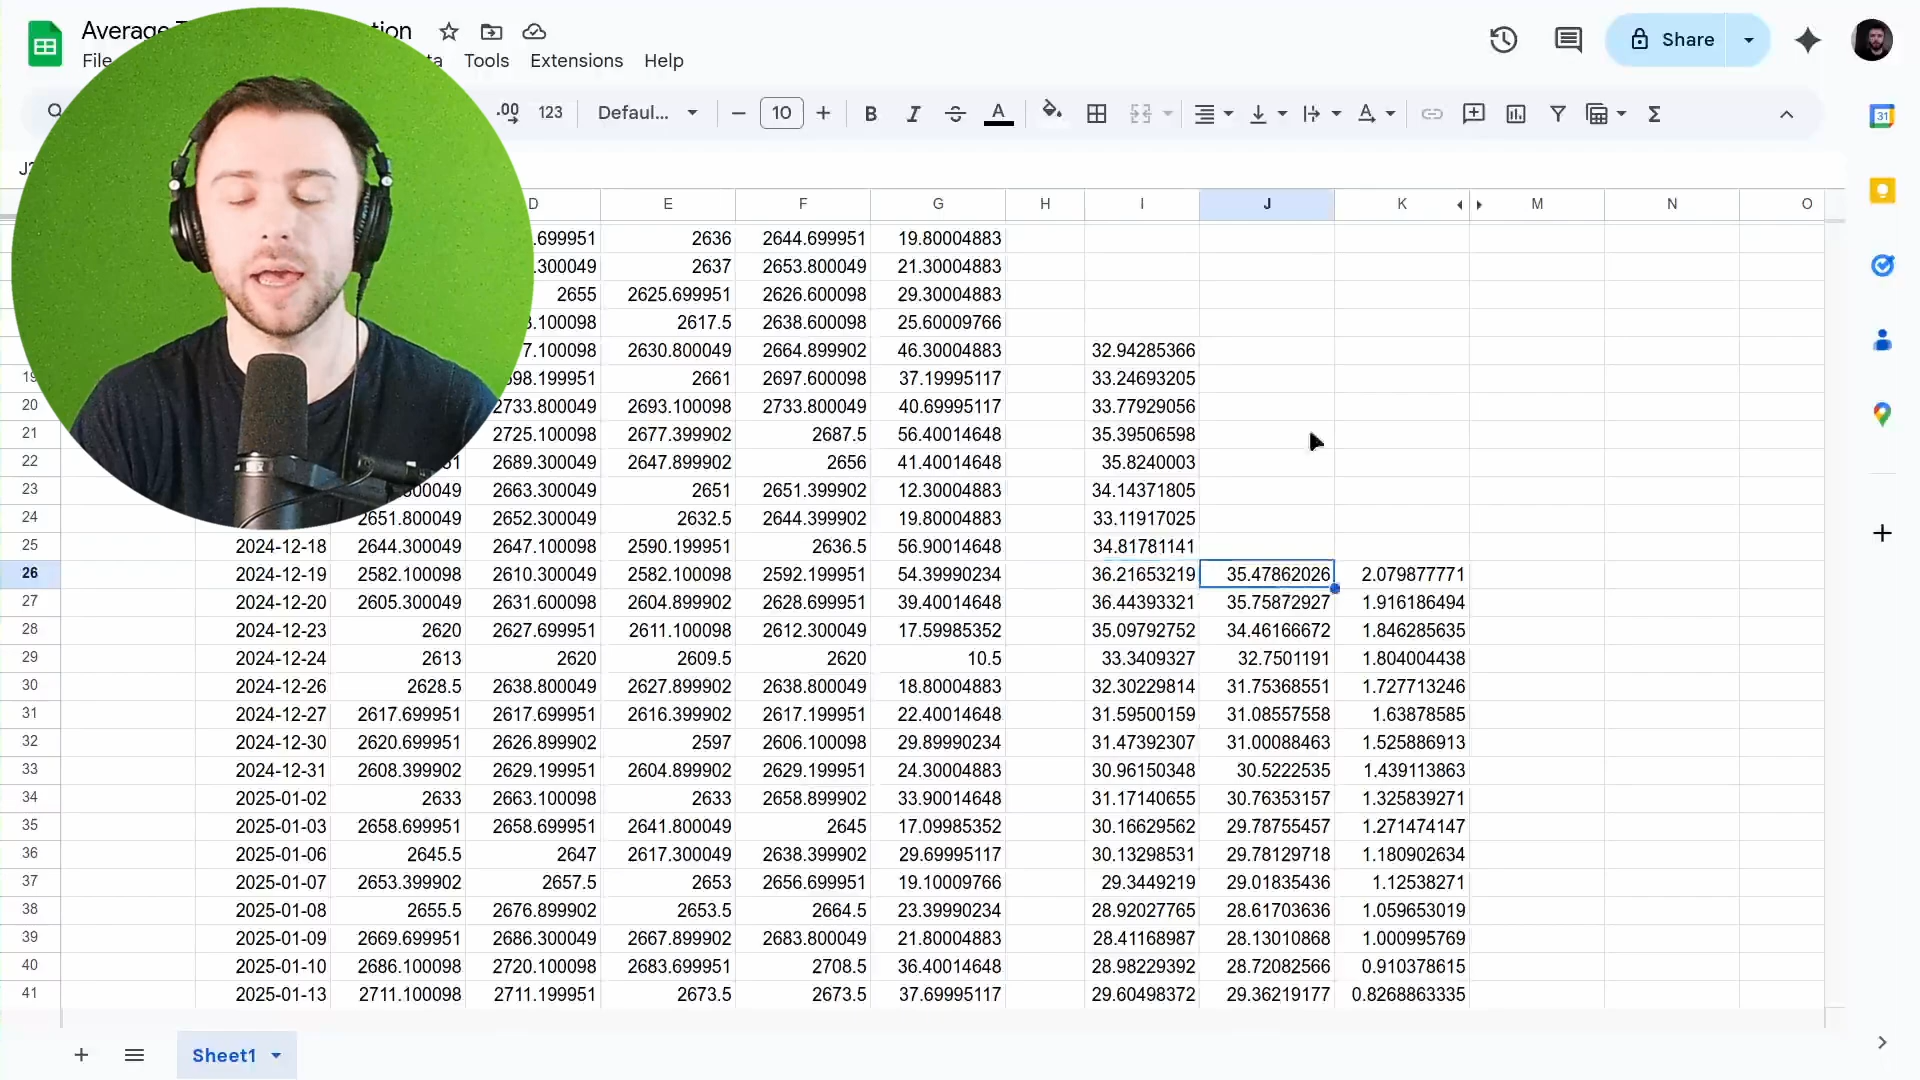 Average
tion
File
ta Tools Extensions Help
Share
.00 123 Defaul... 10 B I S A Σ
31
D E F G H I J K M N O
.699951 2636 2644.699951 19.80004883
.300049 2637 2653.800049 21.30004883
2655 2625.699951 2626.600098 29.30004883
.100098 2617.5 2638.600098 25.60009766
7.100098 2630.800049 2664.899902 46.30004883 32.94285366
19 98.199951 2661 2697.600098 37.19995117 33.24693205
20 2733.800049 2693.100098 2733.800049 40.69995117 33.77929056
21 2725.100098 2677.399902 2687.5 56.40014648 35.39506598
22 2689.300049 2647.899902 2656 41.40014648 35.8240003
23 00049 2663.300049 2651 2651.399902 12.30004883 34.14371805
24 2651.800049 2652.300049 2632.5 2644.399902 19.80004883 33.11917025
25 2024-12-18 2644.300049 2647.100098 2590.199951 2636.5 56.90014648 34.81781141
26 2024-12-19 2582.100098 2610.300049 2582.100098 2592.199951 54.39990234 36.21653219 35.47862026 2.079877771
27 2024-12-20 2605.300049 2631.600098 2604.899902 2628.699951 39.40014648 36.44393321 35.75872927 1.916186494
28 2024-12-23 2620 2627.699951 2611.100098 2612.300049 17.59985352 35.09792752 34.46166672 1.846285635
29 2024-12-24 2613 2620 2609.5 2620 10.5 33.3409327 32.7501191 1.804004438
30 2024-12-26 2628.5 2638.800049 2627.899902 2638.800049 18.80004883 32.30229814 31.75368551 1.727713246
31 2024-12-27 2617.699951 2617.699951 2616.399902 2617.199951 22.40014648 31.59500159 31.08557558 1.63878585
32 2024-12-30 2620.699951 2626.899902 2597 2606.100098 29.89990234 31.47392307 31.00088463 1.525886913
33 2024-12-31 2608.399902 2629.199951 2604.899902 2629.199951 24.30004883 30.96150348 30.5222535 1.439113863
34 2025-01-02 2633 2663.100098 2633 2658.899902 33.90014648 31.17140655 30.76353157 1.325839271
35 2025-01-03 2658.699951 2658.699951 2641.800049 2645 17.09985352 30.16629562 29.78755457 1.271474147
36 2025-01-06 2645.5 2647 2617.300049 2638.399902 29.69995117 30.13298531 29.78129718 1.180902634
37 2025-01-07 2653.399902 2657.5 2653 2656.699951 19.10009766 29.3449219 29.01835436 1.12538271
38 2025-01-08 2655.5 2676.899902 2653.5 2664.5 23.39990234 28.92027765 28.61703636 1.059653019
39 2025-01-09 2669.699951 2686.300049 2667.899902 2683.800049 21.80004883 28.41168987 28.13010868 1.000995769
40 2025-01-10 2686.100098 2720.100098 2683.699951 2708.5 36.40014648 28.98229392 28.72082566 0.910378615
41 2025-01-13 2711.100098 2711.199951 2673.5 2673.5 37.69995117 29.60498372 29.36219177 0.8268863335
Sheet1